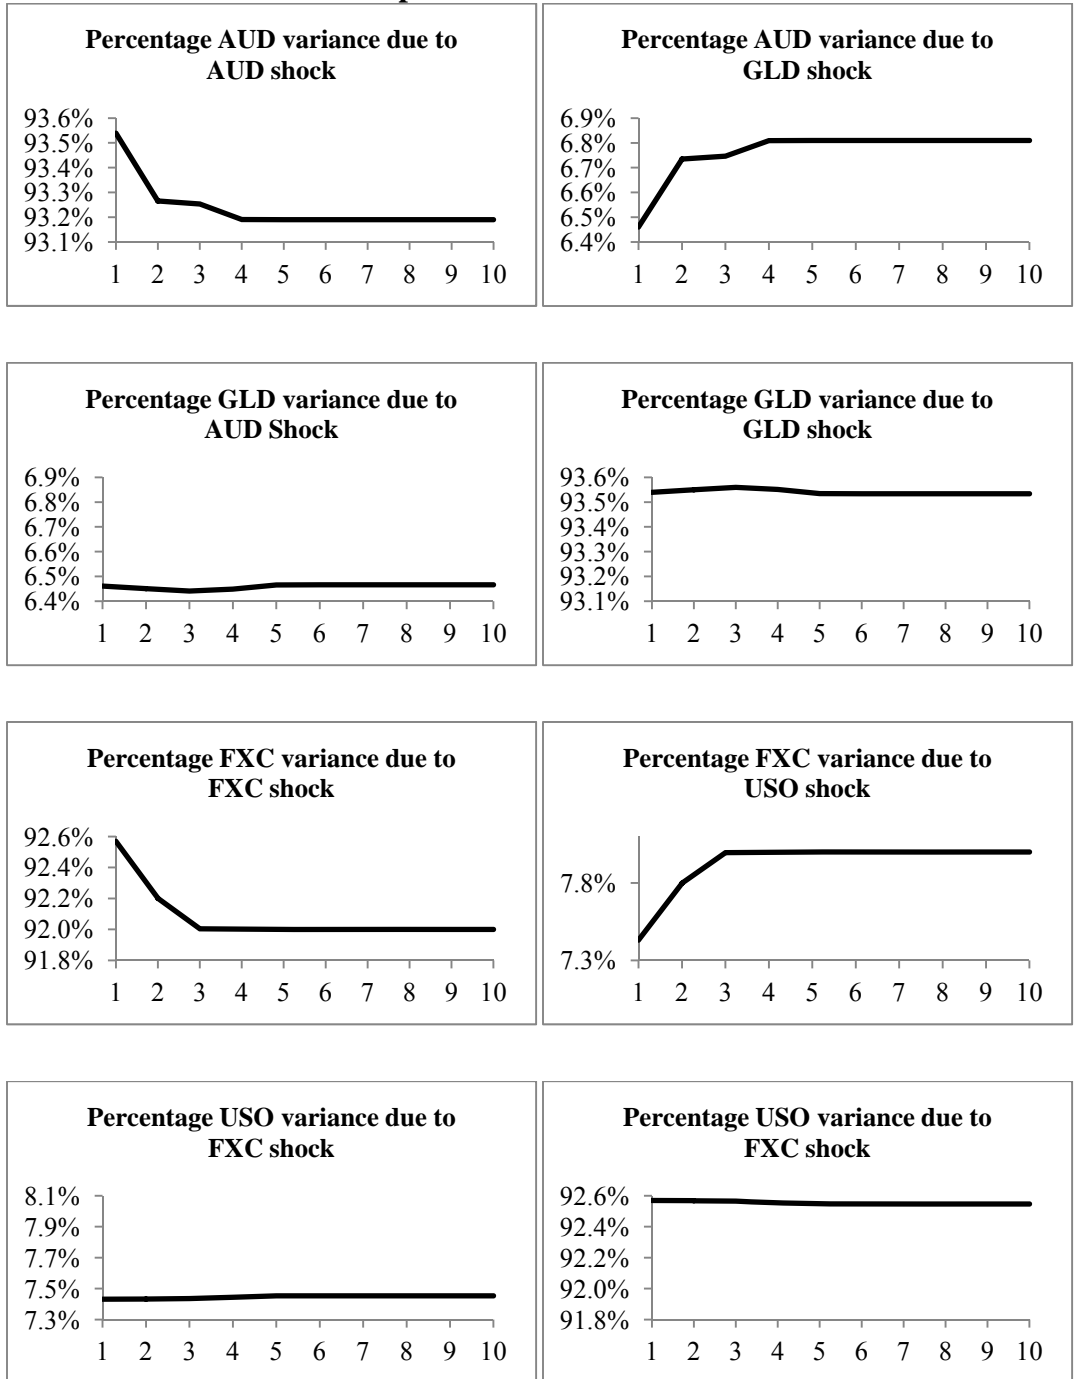 Percentage AUD variance due to
AUD shock
93.6%
93.5%
93.4%
93.3%
93.2%
93.1%
1 2 3 4 5 6 7 8 9 10
Percentage AUD variance due to
GLD shock
6.9%
6.8%
6.7%
6.6%
6.5%
6.4%
1 2 3 4 5 6 7 8 9 10
Percentage GLD variance due to
AUD Shock
6.9%
6.8%
6.7%
6.6%
6.5%
6.4%
1 2 3 4 5 6 7 8 9 10
Percentage GLD variance due to
GLD shock
93.6%
93.5%
93.4%
93.3%
93.2%
93.1%
1 2 3 4 5 6 7 8 9 10
Percentage FXC variance due to
FXC shock
92.6%
92.4%
92.2%
92.0%
91.8%
1 2 3 4 5 6 7 8 9 10
Percentage FXC variance due to
USO shock
7.8%
7.3%
1 2 3 4 5 6 7 8 9 10
Percentage USO variance due to
FXC shock
8.1%
7.9%
7.7%
7.5%
7.3%
1 2 3 4 5 6 7 8 9 10
Percentage USO variance due to
FXC shock
92.6%
92.4%
92.2%
92.0%
91.8%
1 2 3 4 5 6 7 8 9 10